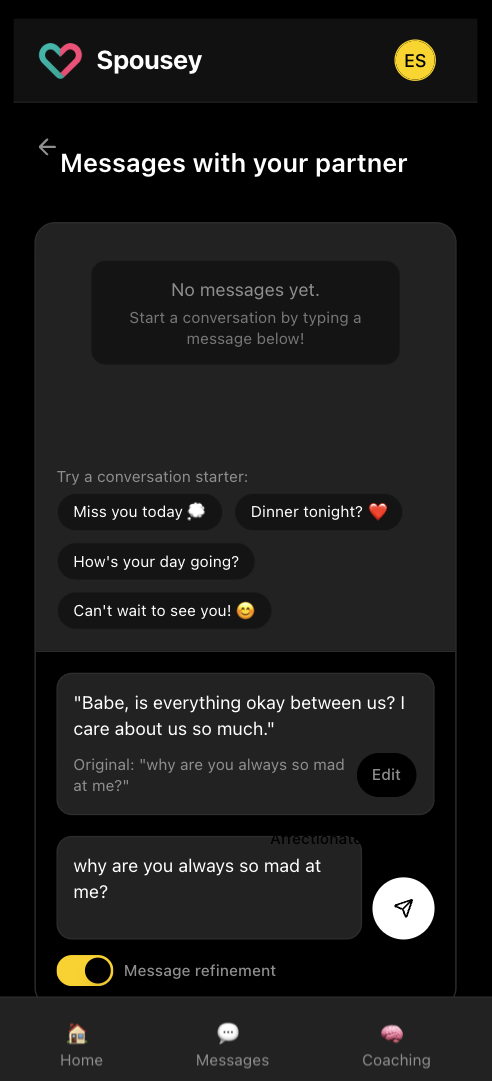 Spousey
ES
Messages with your partner
No messages yet.
Start a conversation by typing a
message below!
Try a conversation starter:
Miss you today 💭
Dinner tonight? ❤️
How's your day going?
Can't wait to see you! 😊
"Babe, is everything okay between us? I
care about us so much."
Original: "why are you always so mad
at me?"
Edit
Affectionate
why are you always so mad at
me?
Message refinement
Home
Messages
Coaching